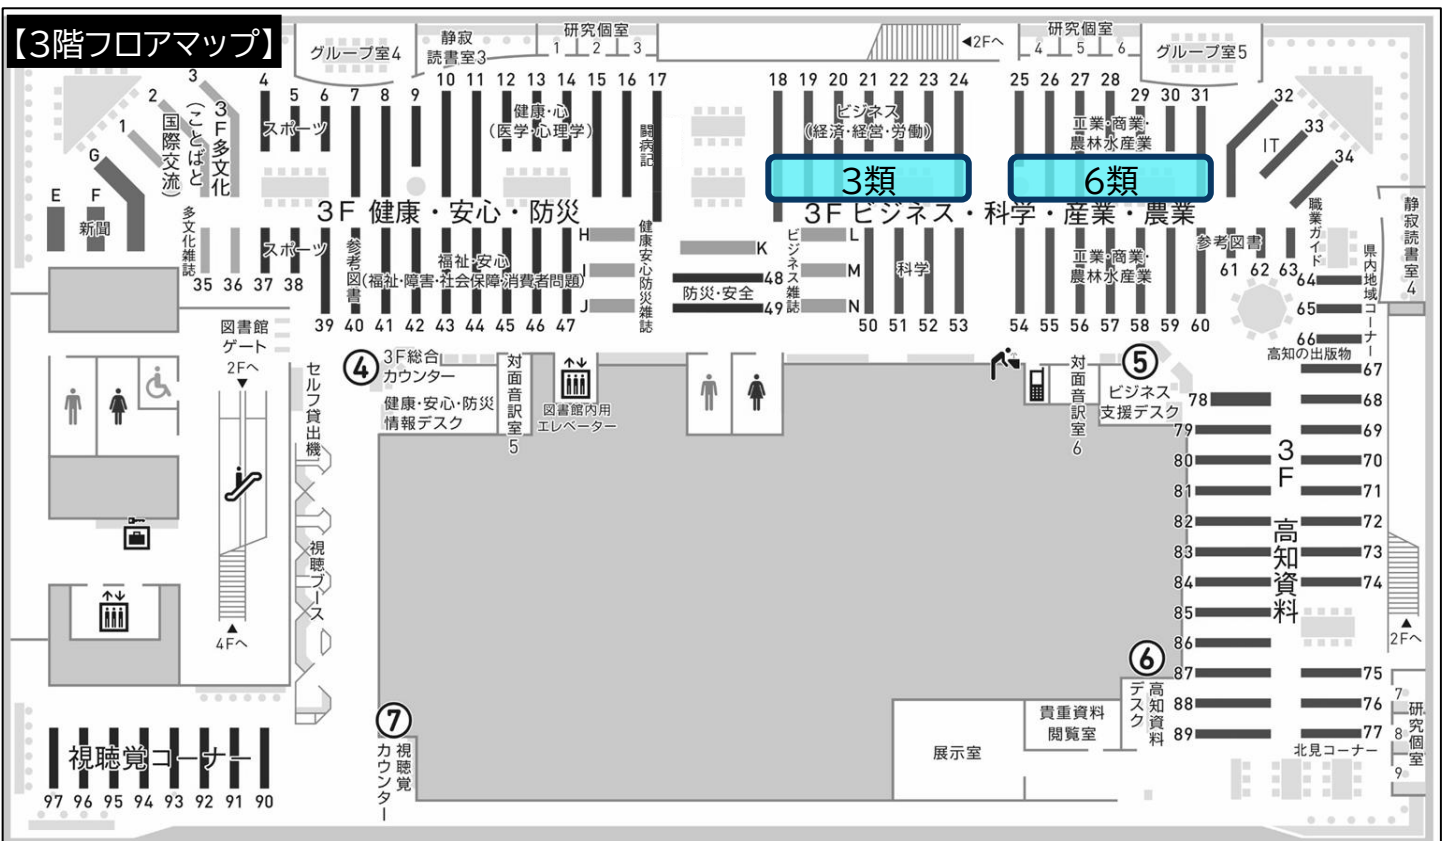 【3階フロアマップ】
グループ室4
静寂
読書室3
研究個室
1 2 3
◀2Fへ
研究個室
4 5 6
グループ室5
1
2
3
4 5 6 7 8 9 10 11 12 13 14 15 16 17 18 19 20 21 22 23 24 25 26 27 28 29 30 31
32
33
34
国際交流
3F多文化
(ことばと
国際交流)
スポーツ
健康・心
(医学・心理学)
闘病記
ビジネス
(経済・経営・労働)
工業・商業・
農林水産業
IT
G
E F
新聞
3類
6類
3F 健康・安心・防災
3F ビジネス・科学・産業・農業
職業ガイド
静寂読書室4
多文化雑誌
スポーツ
参考図書
福祉・安心
(福祉・障害・社会保障・消費者問題)
H
I
J
健康安心防災雑誌
K
48
防災・安全
49
ビジネス雑誌
L
M
N
科学
工業・商業・
農林水産業
参考図書
61 62 63
県内地域コーナー
35 36 37 38
39 40 41 42 43 44 45 46 47
50 51 52 53 54 55 56 57 58 59 60
64
65
66
高知の出版物
67
68
69
70
71
72
73
74
75
76
77
図書館
ゲート
2Fへ
▼
セルフ貸出機
④
3F総合
カウンター
健康・安心・防災
情報デスク
対面音訳室5
図書館内用
エレベーター
対面音訳室6
⑤
ビジネス
支援デスク
78
79
80
81
82
83
84
85
86
87
88
89
3F 高知資料
視聴ブース
▲
4Fへ
▲
2Fへ
⑥
高知資料
デスク
貴重資料
閲覧室
展示室
北見コーナー
研究個室
7
8
9
⑦
視聴覚
カウンター
視聴覚コーナー
97 96 95 94 93 92 91 90